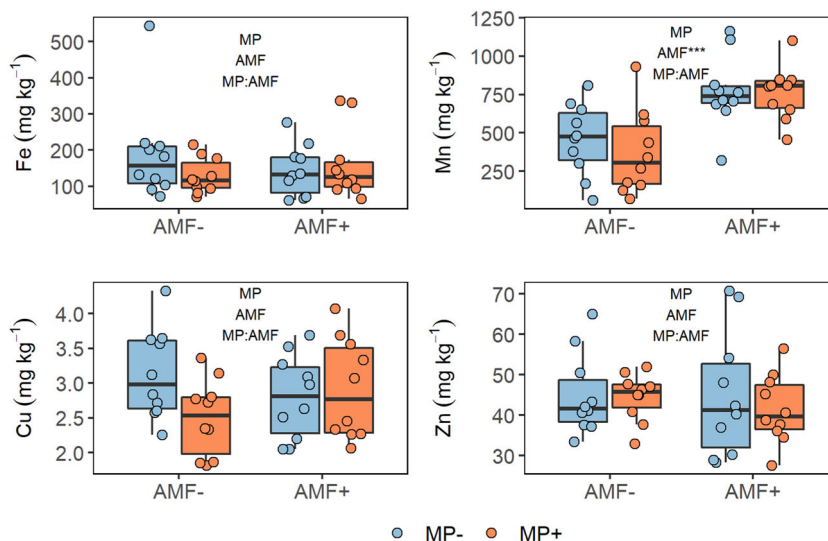 Fe (mg kg⁻¹)
500
400
300
200
100
MP
AMF
MP:AMF
AMF-
AMF+
Mn (mg kg⁻¹)
1250
1000
750
500
250
MP
AMF***
MP:AMF
AMF-
AMF+
Cu (mg kg⁻¹)
4.0
3.5
3.0
2.5
2.0
MP
AMF
MP:AMF
AMF-
AMF+
Zn (mg kg⁻¹)
70
60
50
40
30
MP
AMF
MP:AMF
AMF-
AMF+
MP- MP+